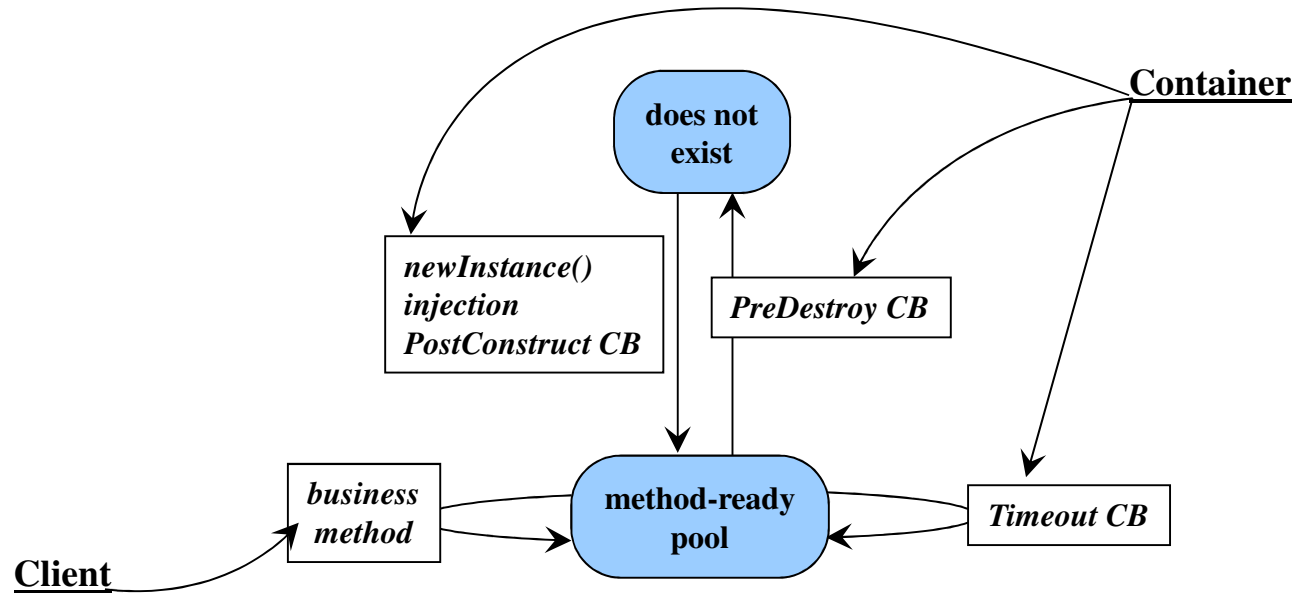 Container
does not
exist
newInstance()
injection
PostConstruct CB
PreDestroy CB
business
method
method-ready
pool
Timeout CB
Client